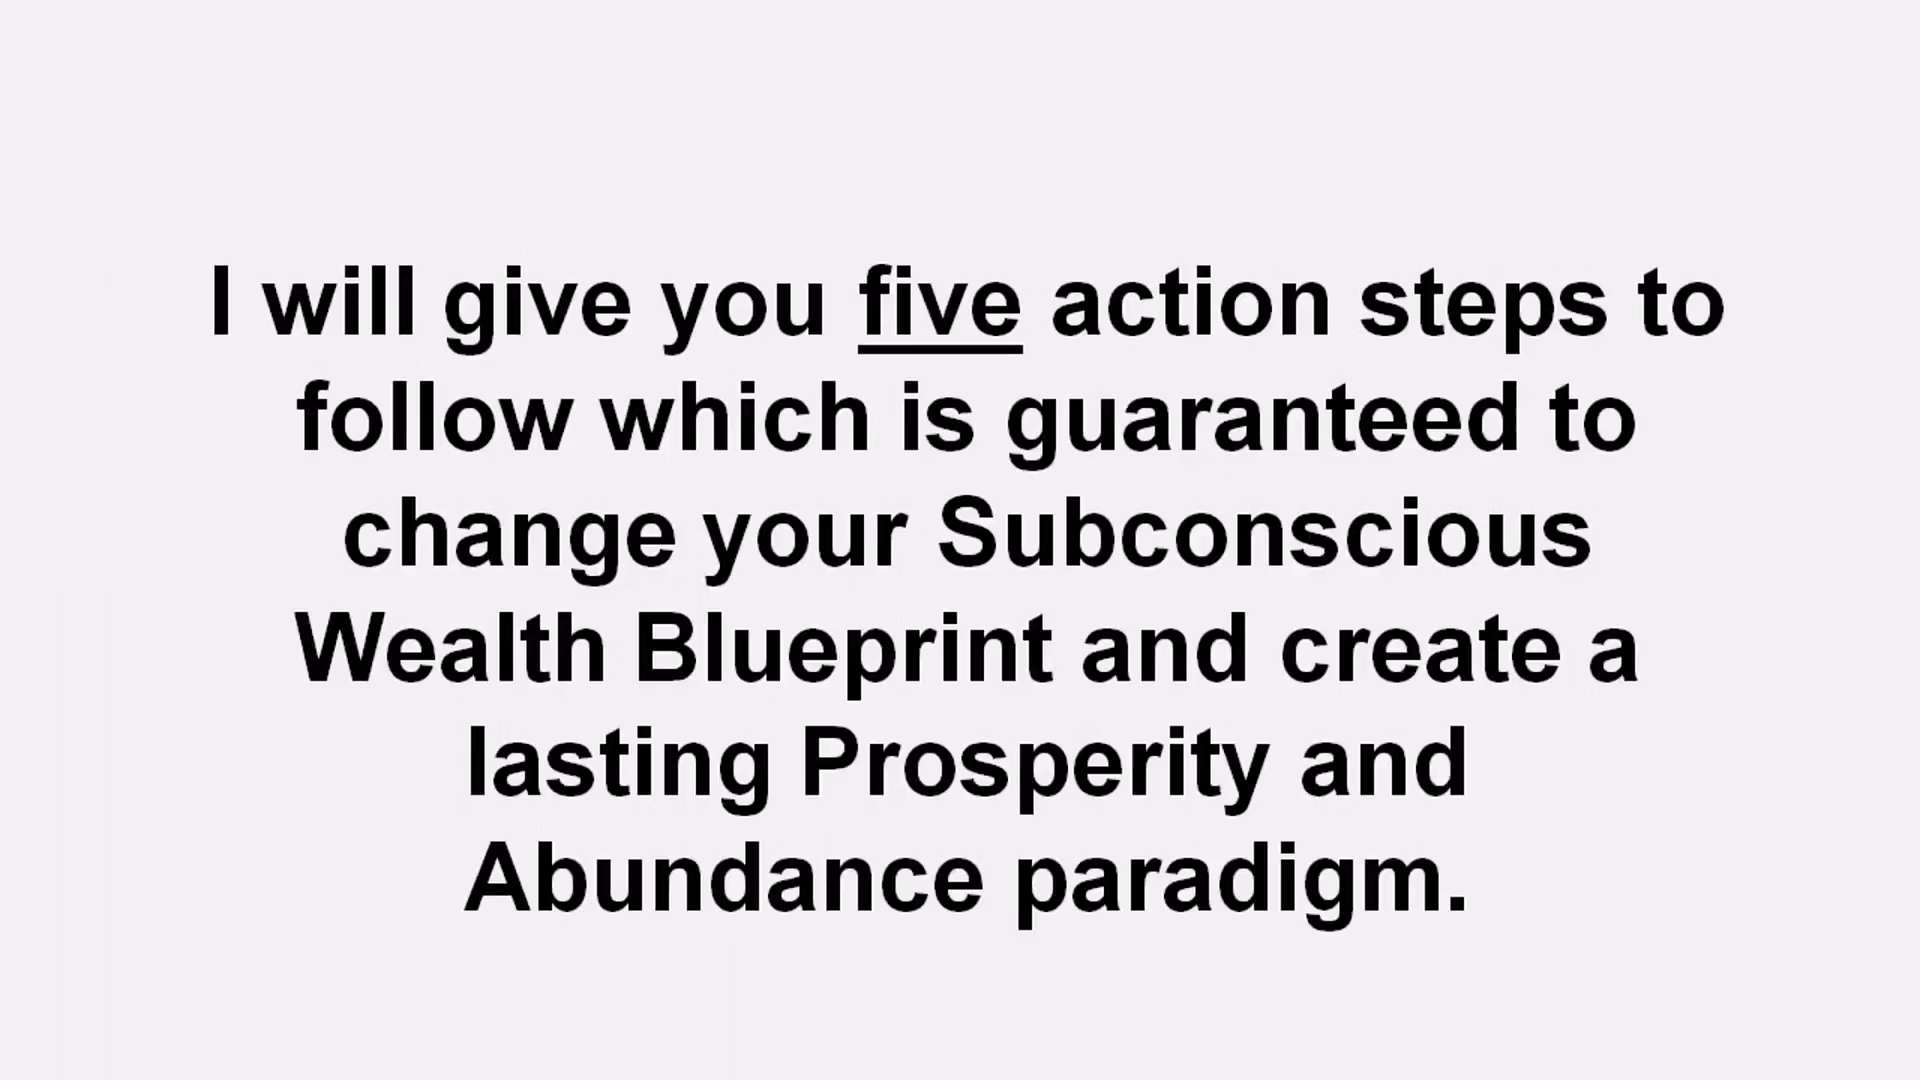 I will give you five action steps to
follow which is guaranteed to
change your Subconscious
Wealth Blueprint and create a
lasting Prosperity and
Abundance paradigm.